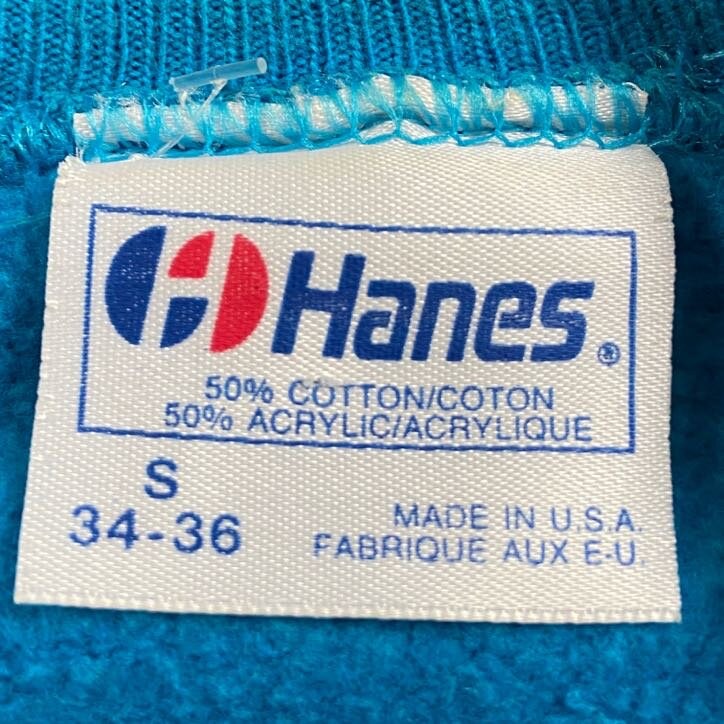 Hanes®
50% COTTON/COTON
50% ACRYLIC/ACRYLIQUE
S
34-36
MADE IN U.S.A.
FABRIQUE AUX E-U.